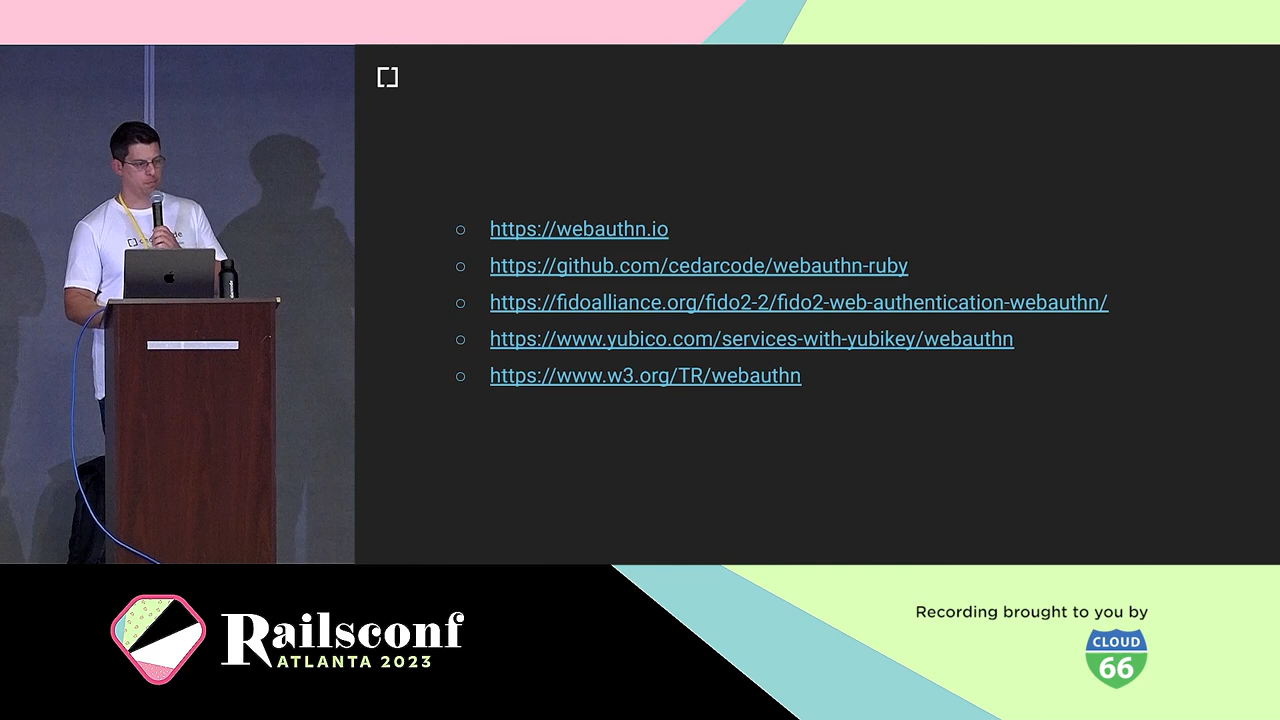 https://webauthn.io
https://github.com/cedarcode/webauthn-ruby
https://fidoalliance.org/fido2-2/fido2-web-authentication-webauthn/
https://www.yubico.com/services-with-yubikey/webauthn
https://www.w3.org/TR/webauthn
Railsconf
ATLANTA 2023
Recording brought to you by
CLOUD
66